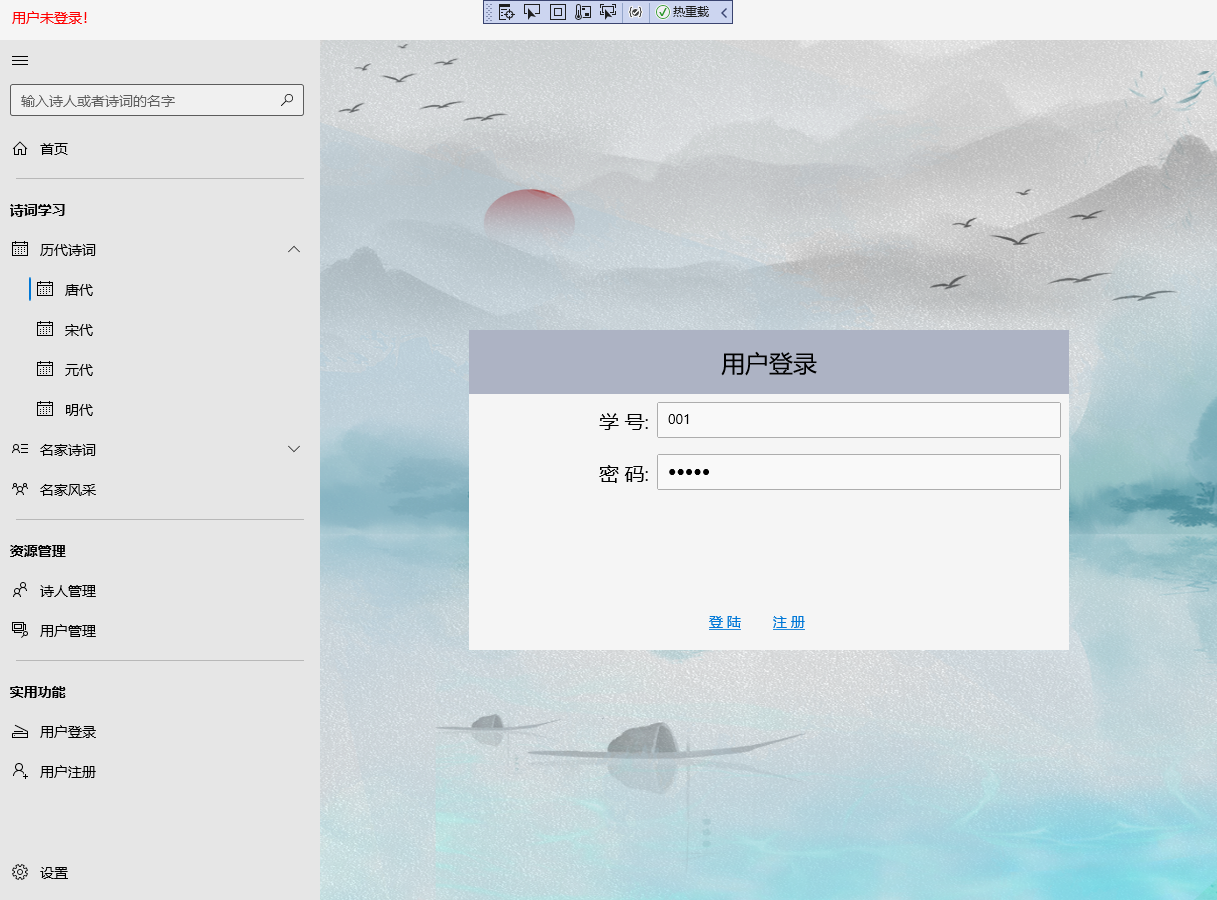 用户未登录!
热重载
输入诗人或者诗词的名字
首页
诗词学习
历代诗词
唐代
宋代
元代
明代
名家诗词
名家风采
资源管理
诗人管理
用户管理
实用功能
用户登录
用户注册
设置
用户登录
学 号: 001
密 码: •••••
登 陆 注 册